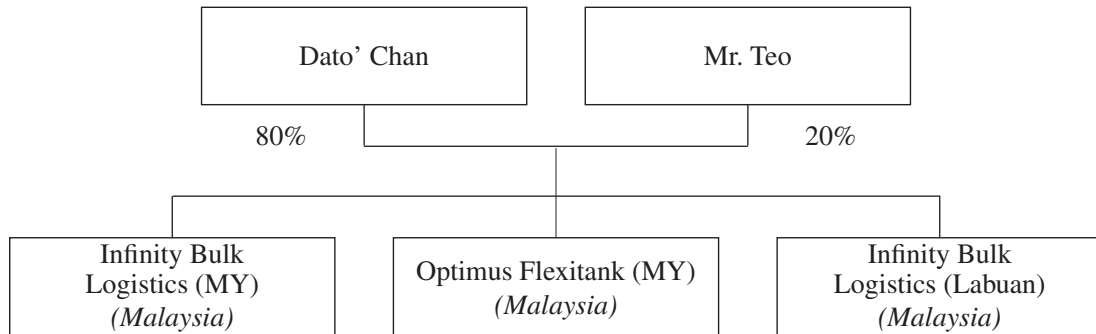 Dato’ Chan
Mr. Teo
80%
20%
Infinity Bulk
Logistics (MY)
(Malaysia)
Optimus Flexitank (MY)
(Malaysia)
Infinity Bulk
Logistics (Labuan)
(Malaysia)